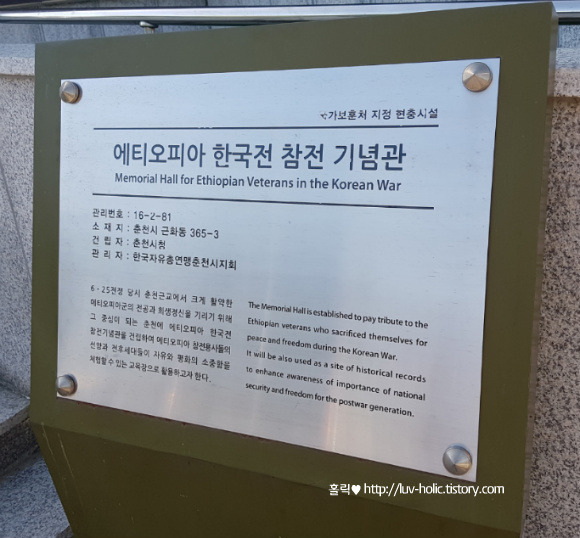 국가보훈처 지정 현충시설
에티오피아 한국전 참전 기념관
Memorial Hall for Ethiopian Veterans in the Korean War
관리번호 : 16-2-81
소 재 지 : 춘천시 근화동 365-3
건 립 자 : 춘천시청
관 리 자 : 한국자유총연맹춘천시지회
6·25전쟁 당시 춘천근교에서 크게 활약한
에티오피아군의 전공과 희생정신을 기리기 위해
그 중심이 되는 춘천에 에티오피아 한국전
참전기념관을 건립하여 에티오피아 참전용사들의
선양과 전후세대들이 자유와 평화의 소중함을
체험할 수 있는 교육장으로 활용하고자 한다.
The Memorial Hall is established to pay tribute to the
Ethiopian veterans who sacrificed themselves for
peace and freedom during the Korean War.
It will be also used as a site of historical records
to enhance awareness of importance of national
security and freedom for the postwar generation.
홀릭♥ http://luv-holic.tistory.com